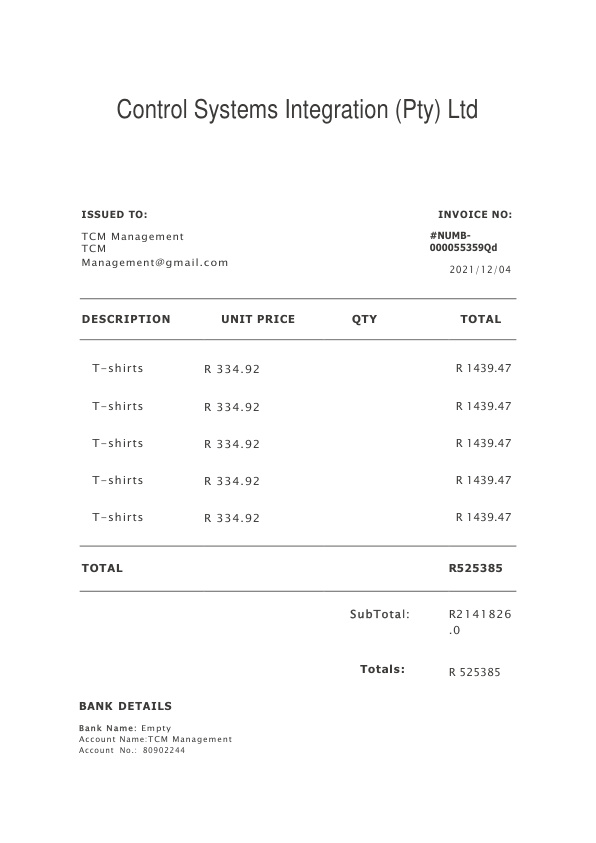 Control Systems Integration (Pty) Ltd
ISSUED TO:
INVOICE NO:
TCM Management
TCM
Management@gmail.com
#NUMB-
000055359Qd
2021/12/04
DESCRIPTION UNIT PRICE QTY TOTAL
T-shirts R 334.92 R 1439.47
T-shirts R 334.92 R 1439.47
T-shirts R 334.92 R 1439.47
T-shirts R 334.92 R 1439.47
T-shirts R 334.92 R 1439.47
TOTAL R525385
SubTotal: R2141826
.0
Totals: R 525385
BANK DETAILS
Bank Name: Empty
Account Name:TCM Management
Account No.: 80902244